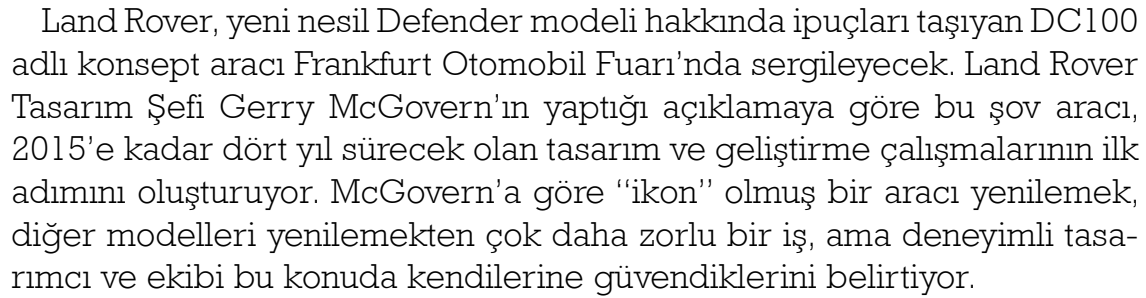 Land Rover, yeni nesil Defender modeli hakkında ipuçları taşıyan DC100
adlı konsept aracı Frankfurt Otomobil Fuarı’nda sergileyecek. Land Rover
Tasarım Şefi Gerry McGovern’ın yaptığı açıklamaya göre bu şov aracı,
2015’e kadar dört yıl sürecek olan tasarım ve geliştirme çalışmalarının ilk
adımını oluşturuyor. McGovern’a göre “ikon” olmuş bir aracı yenilemek,
diğer modelleri yenilemekten çok daha zorlu bir iş, ama deneyimli tasa-
rımcı ve ekibi bu konuda kendilerine güvendiklerini belirtiyor.